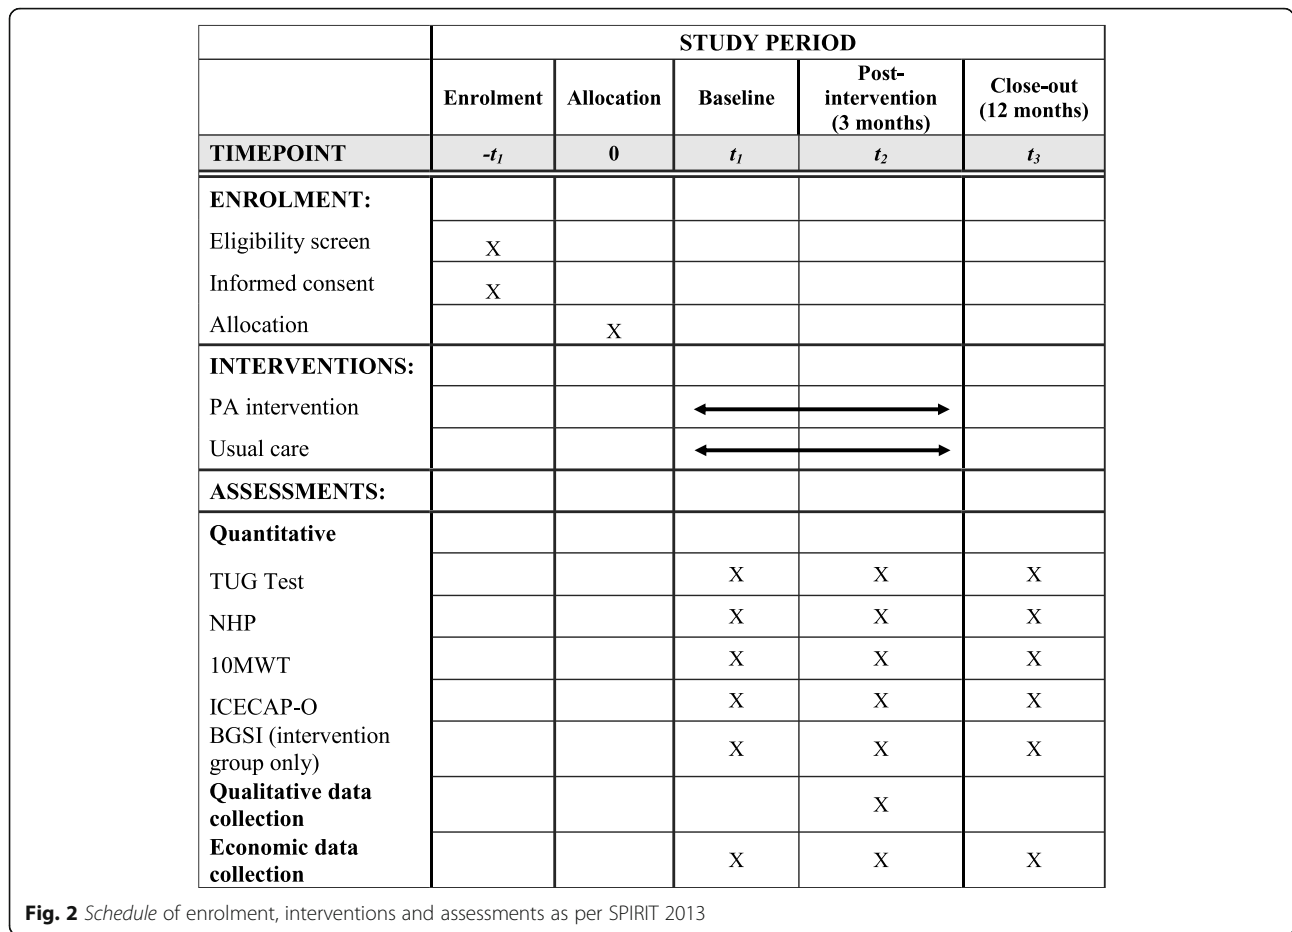 STUDY PERIOD
Enrolment Allocation Baseline Post-intervention (3 months) Close-out (12 months)
TIMEPOINT -t1 0 t1 t2 t3
ENROLMENT:
Eligibility screen X
Informed consent X
Allocation X
INTERVENTIONS:
PA intervention
Usual care
ASSESSMENTS:
Quantitative
TUG Test X X X
NHP X X X
10MWT X X X
ICECAP-O X X X
BGSI (intervention
group only) X X X
Qualitative data
collection X
Economic data
collection X X X
Fig. 2 Schedule of enrolment, interventions and assessments as per SPIRIT 2013